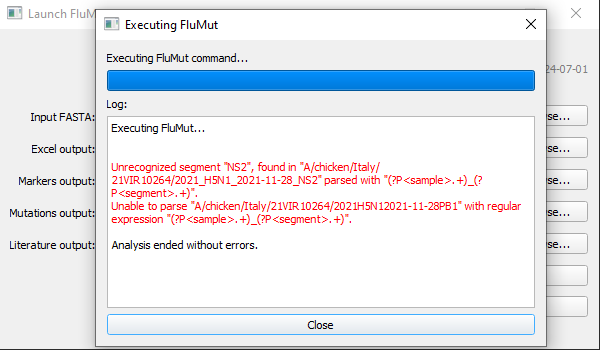 Launch FluM
Executing FluMut
Executing FluMut command...
24-07-01
Log:
Input FASTA:
Excel output:
Markers output:
Mutations output:
Literature output:
se...
se...
se...
se...
se...
Executing FluMut...
Unrecognized segment "NS2", found in "A/chicken/Italy/
21VIR10264/2021_H5N1_2021-11-28_NS2" parsed with "(?P<sample>.+)_(?
P<segment>.+)".
Unable to parse "A/chicken/Italy/21VIR10264/2021H5N12021-11-28PB1" with regular
expression "(?P<sample>.+)_(?P<segment>.+)".
Analysis ended without errors.
Close